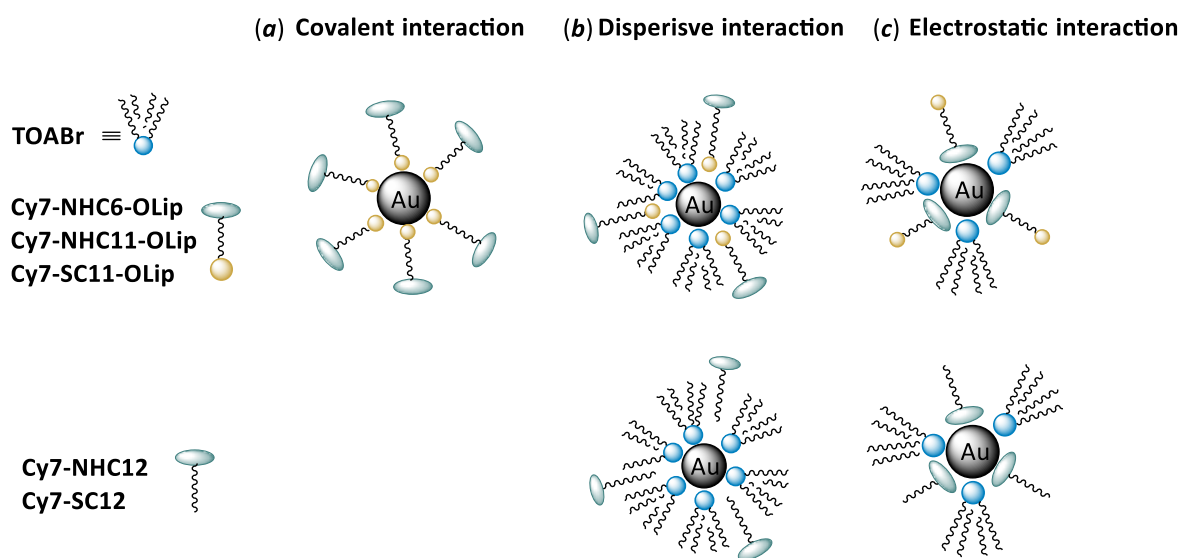 (a) Covalent interaction
(b) Disperisve interaction
(c) Electrostatic interaction
TOABr ≡
Au
Au
Au
Cy7-NHC6-OLip
Cy7-NHC11-OLip
Cy7-SC11-OLip
Au
Au
Cy7-NHC12
Cy7-SC12